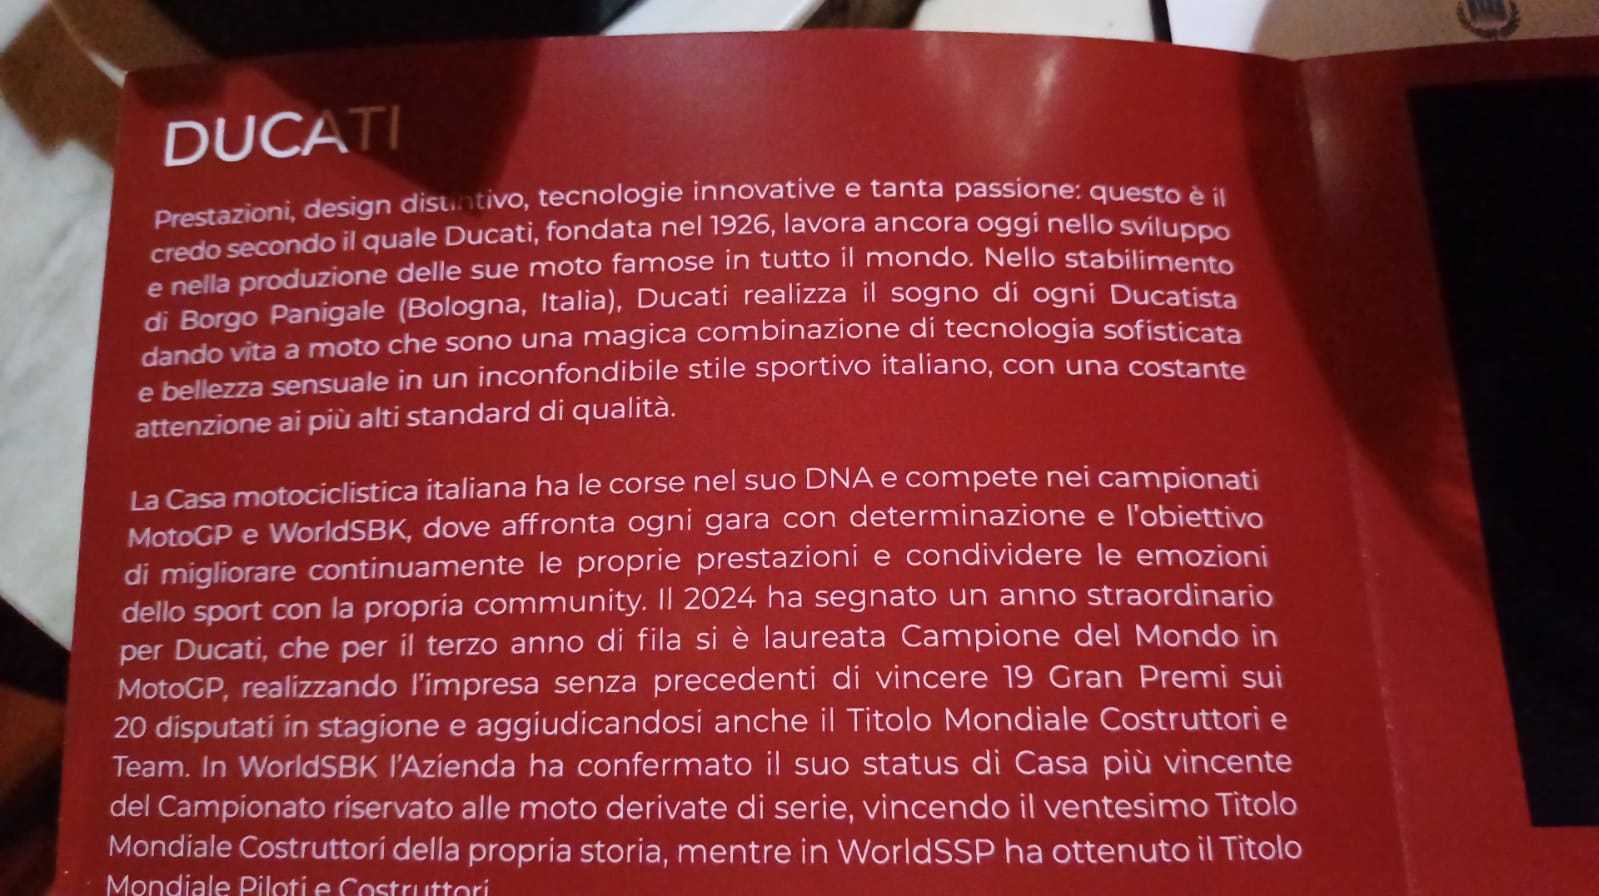 DUCATI
Prestazioni, design distintivo, tecnologie innovative e tanta passione: questo è il
credo secondo il quale Ducati, fondata nel 1926, lavora ancora oggi nello sviluppo
e nella produzione delle sue moto famose in tutto il mondo. Nello stabilimento
di Borgo Panigale (Bologna, Italia), Ducati realizza il sogno di ogni Ducatista
dando vita a moto che sono una magica combinazione di tecnologia sofisticata
e bellezza sensuale in un inconfondibile stile sportivo italiano, con una costante
attenzione ai più alti standard di qualità.
La Casa motociclistica italiana ha le corse nel suo DNA e compete nei campionati
MotoGP e WorldSBK, dove affronta ogni gara con determinazione e l'obiettivo
di migliorare continuamente le proprie prestazioni e condividere le emozioni
dello sport con la propria community. Il 2024 ha segnato un anno straordinario
per Ducati, che per il terzo anno di fila si è laureata Campione del Mondo in
MotoGP, realizzando l'impresa senza precedenti di vincere 19 Gran Premi sui
20 disputati in stagione e aggiudicandosi anche il Titolo Mondiale Costruttori e
Team. In WorldSBK l'Azienda ha confermato il suo status di Casa più vincente
del Campionato riservato alle moto derivate di serie, vincendo il ventesimo Titolo
Mondiale Costruttori della propria storia, mentre in WorldSSP ha ottenuto il Titolo
Mondiale Piloti e Costruttori.